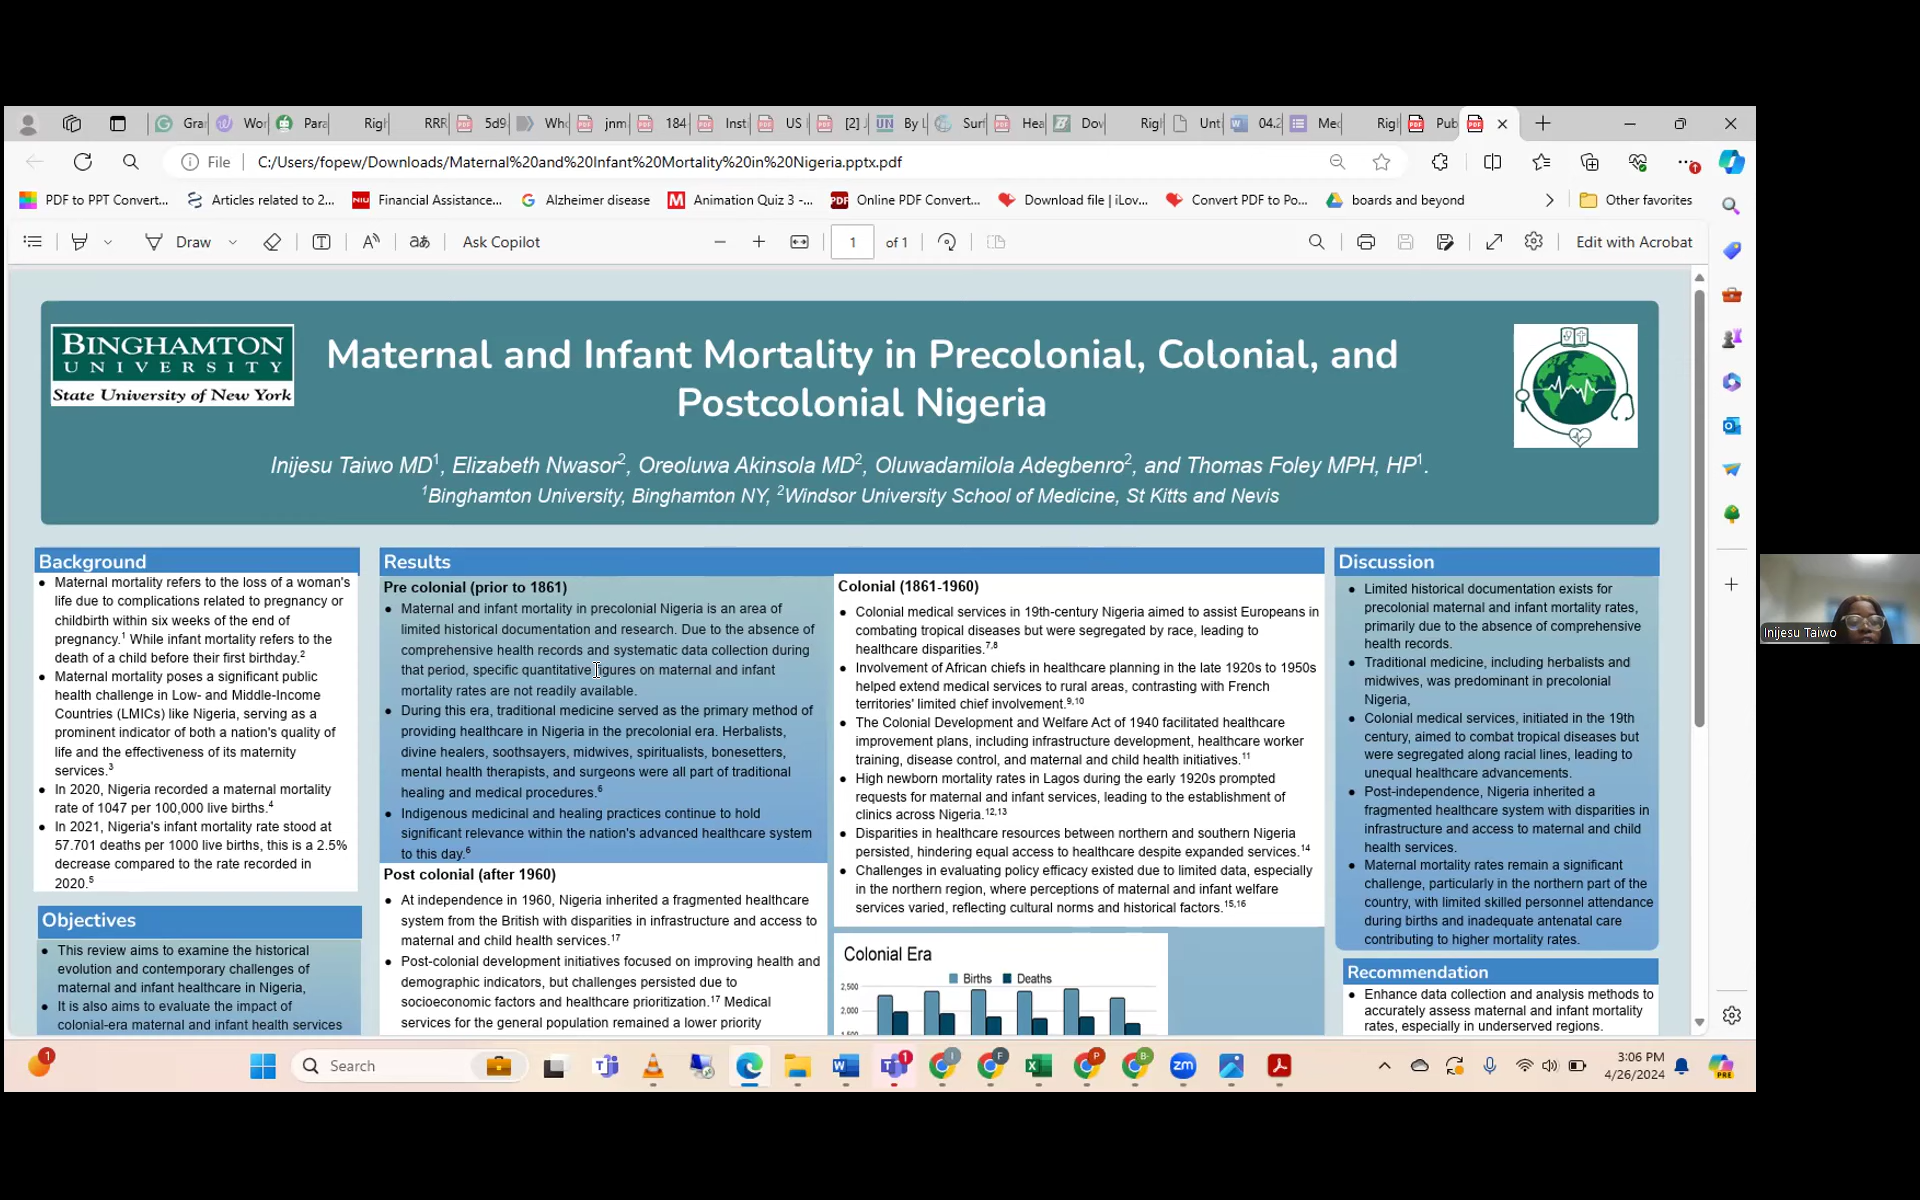 Grar
Wor
Para
Righ
RRR
5d9
Who
jnm
184
Inst
US
[2] J
By L
Surf
Hea
Dov
Righ
Unt
04.2
Mec
Righ
Pub
File
C:/Users/fopew/Downloads/Maternal%20and%20Infant%20Mortality%20in%20Nigeria.pptx.pdf
PDF to PPT Convert...
Articles related to 2...
Financial Assistance...
Alzheimer disease
Animation Quiz 3 -...
Online PDF Convert...
Download file | iLov...
Convert PDF to Po...
boards and beyond
Other favorites
Draw
Ask Copilot
1 of 1
Edit with Acrobat
BINGHAMTON
UNIVERSITY
State University of New York
Maternal and Infant Mortality in Precolonial, Colonial, and
Postcolonial Nigeria
Inijesu Taiwo MD1, Elizabeth Nwasor2, Oreoluwa Akinsola MD2, Oluwadamilola Adegbenro2, and Thomas Foley MPH, HP1.
1Binghamton University, Binghamton NY, 2Windsor University School of Medicine, St Kitts and Nevis
Background
● Maternal mortality refers to the loss of a woman's
life due to complications related to pregnancy or
childbirth within six weeks of the end of
pregnancy.1 While infant mortality refers to the
death of a child before their first birthday.2
● Maternal mortality poses a significant public
health challenge in Low- and Middle-Income
Countries (LMICs) like Nigeria, serving as a
prominent indicator of both a nation's quality of
life and the effectiveness of its maternity
services.3
● In 2020, Nigeria recorded a maternal mortality
rate of 1047 per 100,000 live births.4
● In 2021, Nigeria's infant mortality rate stood at
57.701 deaths per 1000 live births, this is a 2.5%
decrease compared to the rate recorded in
2020.5
Objectives
● This review aims to examine the historical
evolution and contemporary challenges of
maternal and infant healthcare in Nigeria,
● It is also aims to evaluate the impact of
colonial-era maternal and infant health services
Results
Pre colonial (prior to 1861)
● Maternal and infant mortality in precolonial Nigeria is an area of
limited historical documentation and research. Due to the absence of
comprehensive health records and systematic data collection during
that period, specific quantitative figures on maternal and infant
mortality rates are not readily available.
● During this era, traditional medicine served as the primary method of
providing healthcare in Nigeria in the precolonial era. Herbalists,
divine healers, soothsayers, midwives, spiritualists, bonesetters,
mental health therapists, and surgeons were all part of traditional
healing and medical procedures.6
● Indigenous medicinal and healing practices continue to hold
significant relevance within the nation's advanced healthcare system
to this day.6
Post colonial (after 1960)
● At independence in 1960, Nigeria inherited a fragmented healthcare
system from the British with disparities in infrastructure and access to
maternal and child health services.17
● Post-colonial development initiatives focused on improving health and
demographic indicators, but challenges persisted due to
socioeconomic factors and healthcare prioritization.17 Medical
services for the general population remained a lower priority
Colonial (1861-1960)
● Colonial medical services in 19th-century Nigeria aimed to assist Europeans in
combating tropical diseases but were segregated by race, leading to
healthcare disparities.7,8
● Involvement of African chiefs in healthcare planning in the late 1920s to 1950s
helped extend medical services to rural areas, contrasting with French
territories' limited chief involvement.9,10
● The Colonial Development and Welfare Act of 1940 facilitated healthcare
improvement plans, including infrastructure development, healthcare worker
training, disease control, and maternal and child health initiatives.11
● High newborn mortality rates in Lagos during the early 1920s prompted
requests for maternal and infant services, leading to the establishment of
clinics across Nigeria.12,13
● Disparities in healthcare resources between northern and southern Nigeria
persisted, hindering equal access to healthcare despite expanded services.14
● Challenges in evaluating policy efficacy existed due to limited data, especially
in the northern region, where perceptions of maternal and infant welfare
services varied, reflecting cultural norms and historical factors.15,16
Colonial Era
Births Deaths
2,500
2,000
1,500
Discussion
● Limited historical documentation exists for
precolonial maternal and infant mortality rates,
primarily due to the absence of comprehensive
health records.
● Traditional medicine, including herbalists and
midwives, was predominant in precolonial
Nigeria,
● Colonial medical services, initiated in the 19th
century, aimed to combat tropical diseases but
were segregated along racial lines, leading to
unequal healthcare advancements.
● Post-independence, Nigeria inherited a
fragmented healthcare system with disparities in
infrastructure and access to maternal and child
health services.
● Maternal mortality rates remain a significant
challenge, particularly in the northern part of the
country, with limited skilled personnel attendance
during births and inadequate antenatal care
contributing to higher mortality rates.
Recommendation
● Enhance data collection and analysis methods to
accurately assess maternal and infant mortality
rates, especially in underserved regions.
Inijesu Taiwo
Search
3:06 PM
4/26/2024